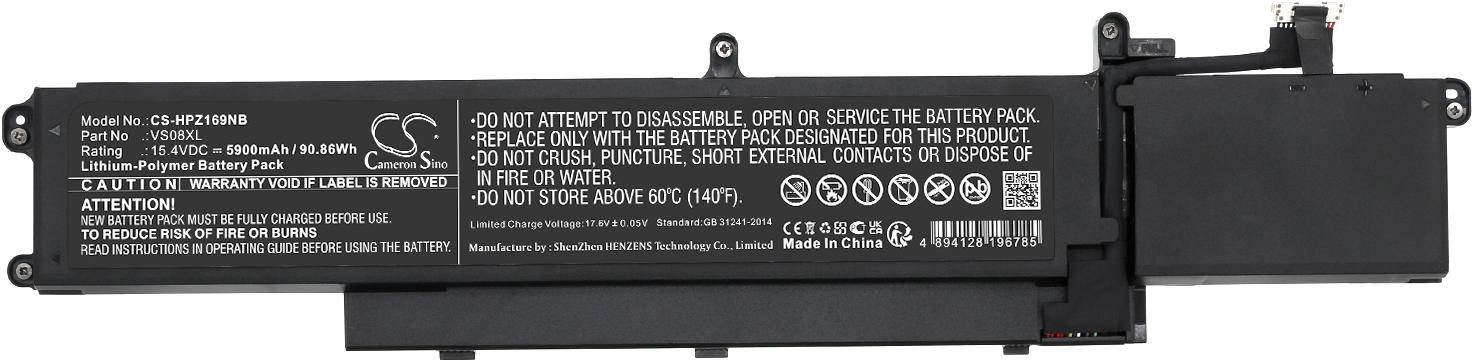 PULL
Model No.:CS-HPZ169NB
Part No .:VS08XL
Rating .:15.4VDC ⎓ 5900mAh / 90.86Wh
Lithium-Polymer Battery Pack
CS
Cameron Sino
CAUTION WARRANTY VOID IF LABEL IS REMOVED
ATTENTION!
NEW BATTERY PACK MUST BE FULLY CHARGED BEFORE USE.
TO REDUCE RISK OF FIRE OR BURNS
READ INSTRUCTIONS IN OPERATING GUIDE BEFORE USING THE BATTERY.
•DO NOT ATTEMPT TO DISASSEMBLE, OPEN OR SERVICE THE BATTERY PACK.
•REPLACE ONLY WITH THE BATTERY PACK DESIGNATED FOR THIS PRODUCT.
•DO NOT CRUSH, PUNCTURE, SHORT EXTERNAL CONTACTS OR DISPOSE OF
IN FIRE OR WATER.
•DO NOT STORE ABOVE 60°C (140°F).
Pb
Limited Charge Voltage:17.6V±0.05V Standard:GB 31241-2014
Manufacture by : ShenZhen HENZENS Technology Co., Limited
CE FC UKCA
Made In China
4 894128 196785